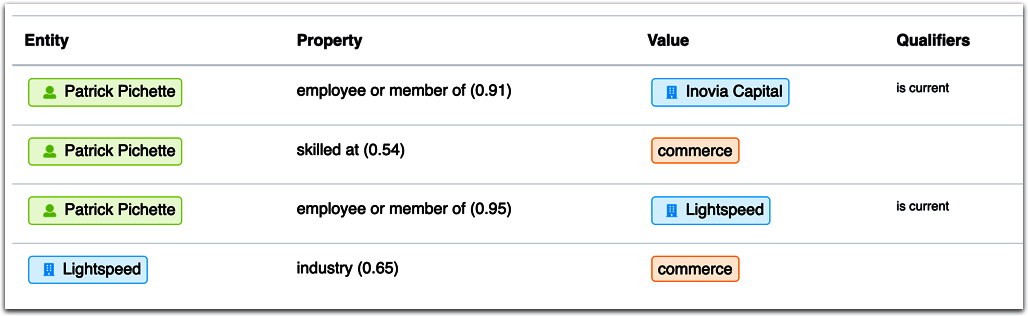 Entity Property Value Qualifiers
Patrick Pichette employee or member of (0.91) Inovia Capital is current
Patrick Pichette skilled at (0.54) commerce
Patrick Pichette employee or member of (0.95) Lightspeed is current
Lightspeed industry (0.65) commerce